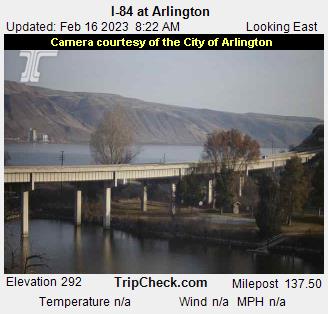 I-84 at Arlington
Updated: Feb 16 2023 8:22 AM Looking East
Camera courtesy of the City of Arlington
Elevation 292 TripCheck.com Milepost 137.50
Temperature n/a Wind n/a MPH n/a